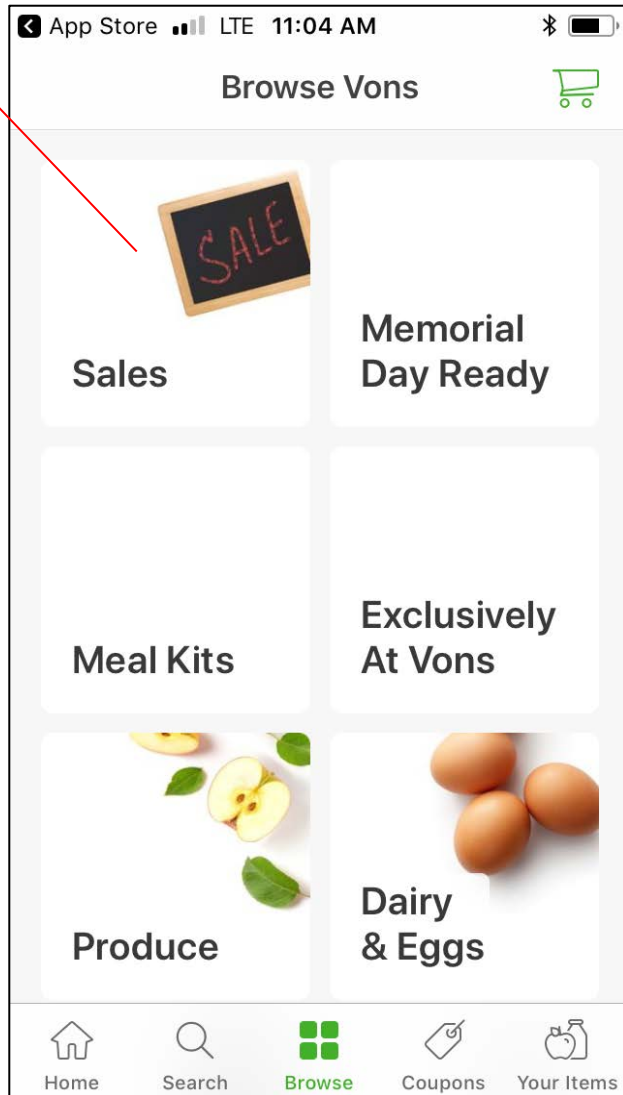 App Store LTE 11:04 AM
Browse Vons
SALE
Sales
Memorial
Day Ready
Meal Kits
Exclusively
At Vons
Produce
Dairy
& Eggs
Home Search Browse Coupons Your Items